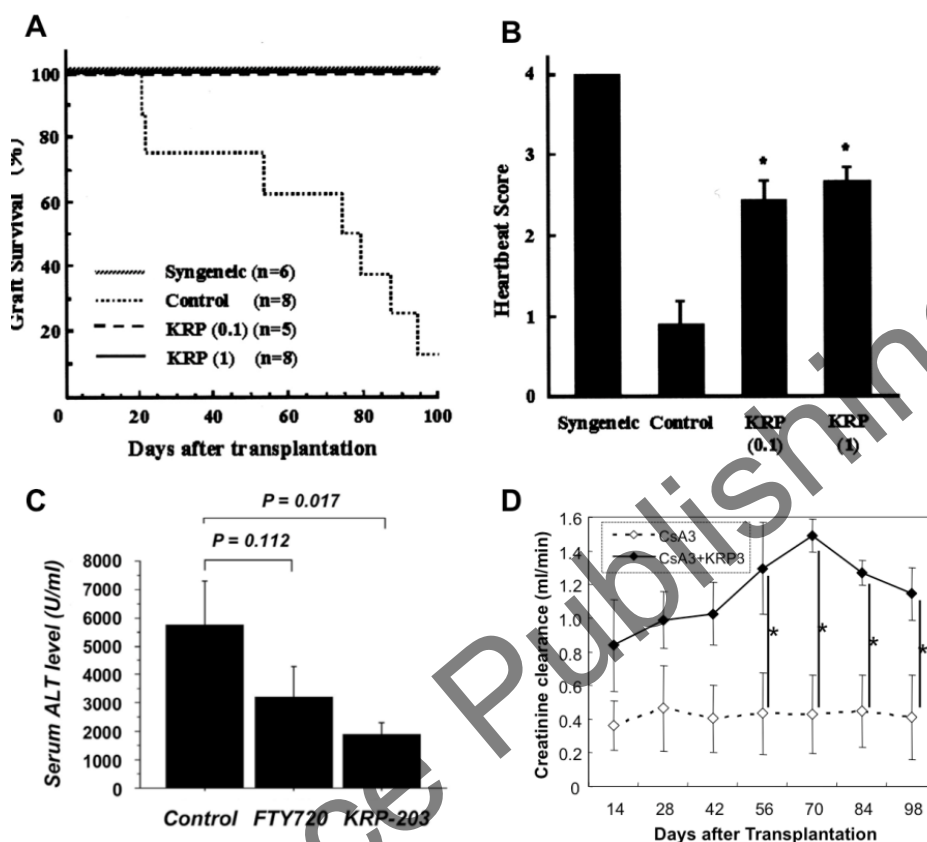 A
Graft Survival (%)
100
80
60
40
20
Syngeneic (n=6)
Control (n=8)
KRP (0.1) (n=5)
KRP (1) (n=8)
0 20 40 60 80 100
Days after transplantation
B
Heartbeat Score
4
3
2
1
0
* *
Syngeneic Control KRP (0.1) KRP (1)
C
P = 0.017
P = 0.112
Serum ALT level (U/ml)
8000
7000
6000
5000
4000
3000
2000
1000
0
Control FTY720 KRP-203
D
Creatinine clearance (ml/min)
1.6
1.4
1.2
1.0
0.8
0.6
0.4
0.2
0
CsA3
CsA3+KRP3
* * * *
14 28 42 56 70 84 98
Days after Transplantation
ce Publishing